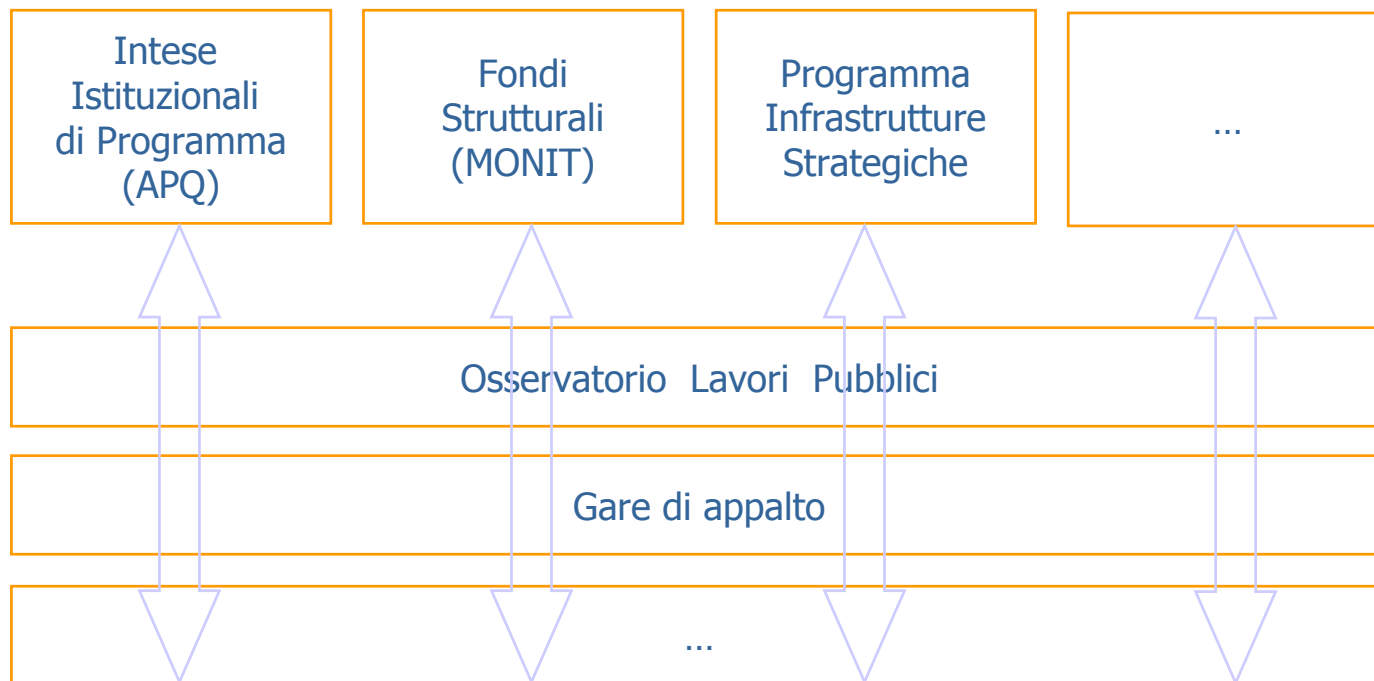 Intese
Istituzionali
di Programma
(APQ)
Fondi
Strutturali
(MONIT)
Programma
Infrastrutture
Strategiche
...
Osservatorio Lavori Pubblici
Gare di appalto
...